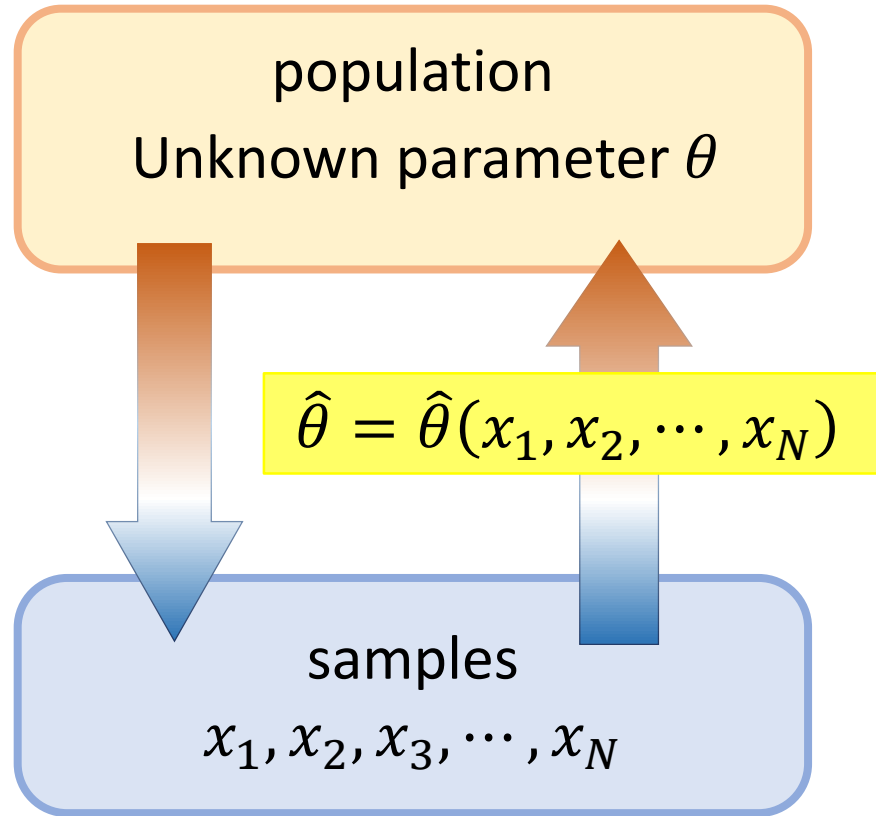 population
Unknown parameter θ
θ̂ = θ̂(x₁, x₂, ⋯ , x_N)
samples
x₁, x₂, x₃, ⋯ , x_N